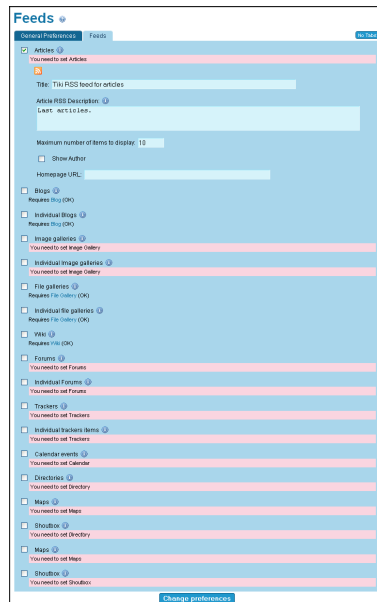 Feeds
General Preferences Feeds No Tabs
Articles
You need to set Articles
Title: Tiki RSS feed for articles
Article RSS Description:
Last articles.
Maximum number of items to display: 10
Show Author
Homepage URL:
Blogs
Requires Blog (OK)
Individual Blogs
Requires Blog (OK)
Image galleries
You need to set Image Gallery
Individual Image galleries
You need to set Image Gallery
File galleries
Requires File Gallery (OK)
Individual file galleries
Requires File Gallery (OK)
Wiki
Requires Wiki (OK)
Forums
You need to set Forums
Individual Forums
You need to set Forums
Trackers
You need to set Trackers
Individual trackers items
You need to set Trackers
Calendar events
You need to set Calendar
Directories
You need to set Directory
Maps
You need to set Maps
Shoutbox
You need to set Directory
Maps
You need to set Maps
Shoutbox
You need to set Shoutbox
Change preferences